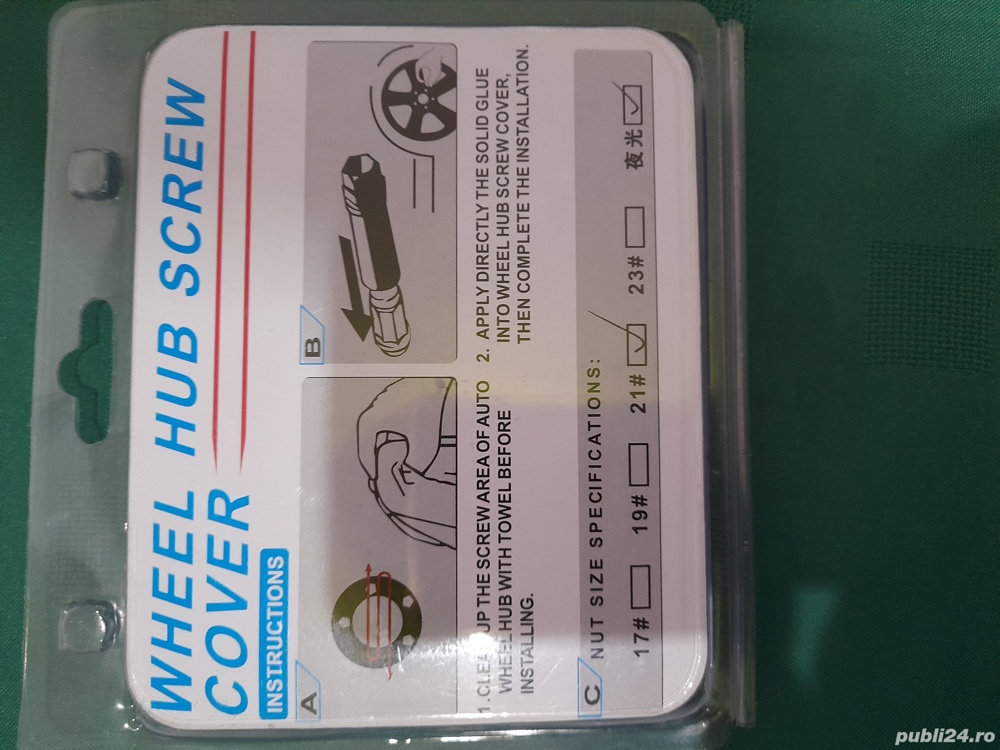 WHEEL HUB SCREW
COVER
INSTRUCTIONS
A
B
1.CLEAN UP THE SCREW AREA OF AUTO
WHEEL HUB WITH TOWEL BEFORE
INSTALLING.
2. APPLY DIRECTLY THE SOLID GLUE
INTO WHEEL HUB SCREW COVER,
THEN COMPLETE THE INSTALLATION.
C
NUT SIZE SPECIFICATIONS:
17# 19# 21# 23# 夜光
publi24.ro